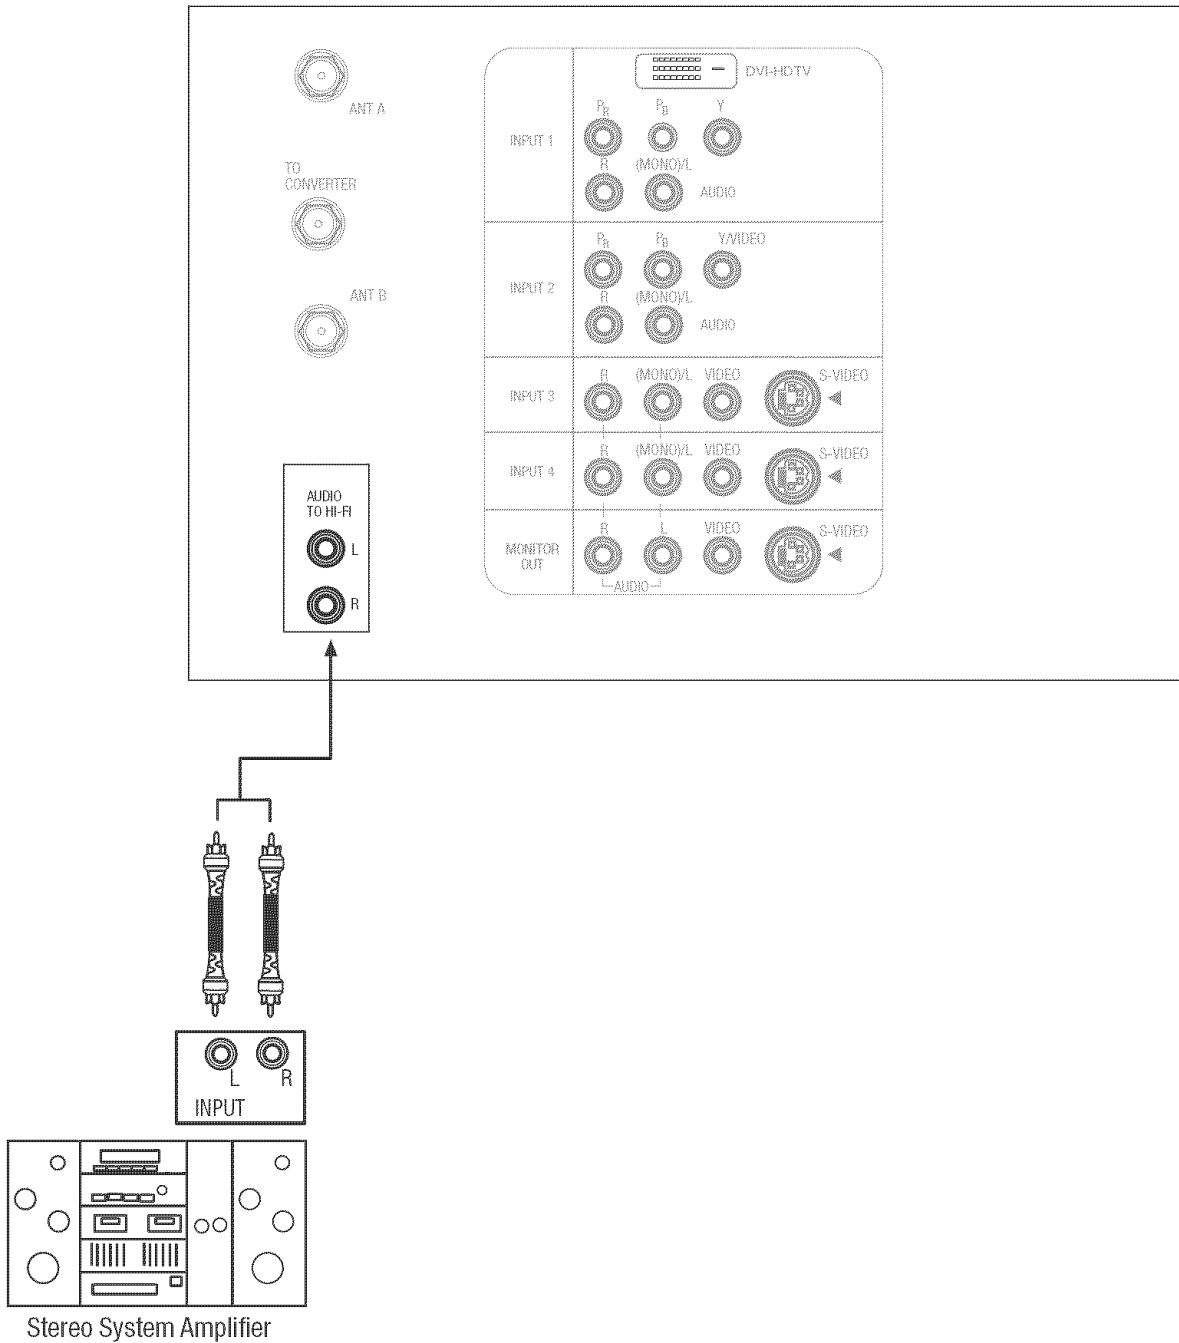 ANT A
TO
CONVERTER
ANT B
AUDIO
TO HI-FI
L
R
DVI-HDTV
INPUT 1
PR PB Y
R (MONO)/L
AUDIO
INPUT 2
PR PB Y/VIDEO
R (MONO)/L
AUDIO
INPUT 3
R (MONO)/L VIDEO S-VIDEO
INPUT 4
R (MONO)/L VIDEO S-VIDEO
MONITOR
OUT
R L VIDEO S-VIDEO
AUDIO
L R
INPUT
Stereo System Amplifier